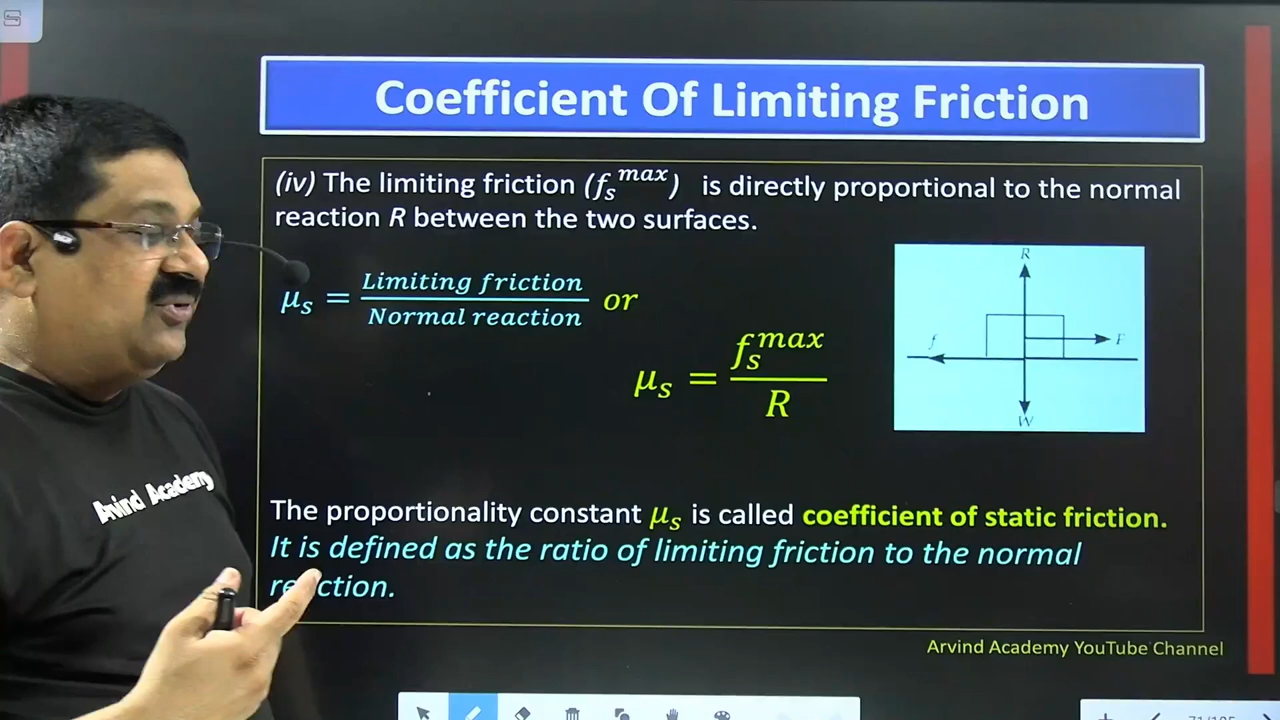 Coefficient Of Limiting Friction
(iv) The limiting friction (fₛᵐᵃˣ) is directly proportional to the normal
reaction R between the two surfaces.
μₛ = Limiting friction / Normal reaction or
μₛ = fₛᵐᵃˣ / R
R
f
F
W
The proportionality constant μₛ is called coefficient of static friction.
It is defined as the ratio of limiting friction to the normal
reaction.
Arvind Academy
Arvind Academy YouTube Channel